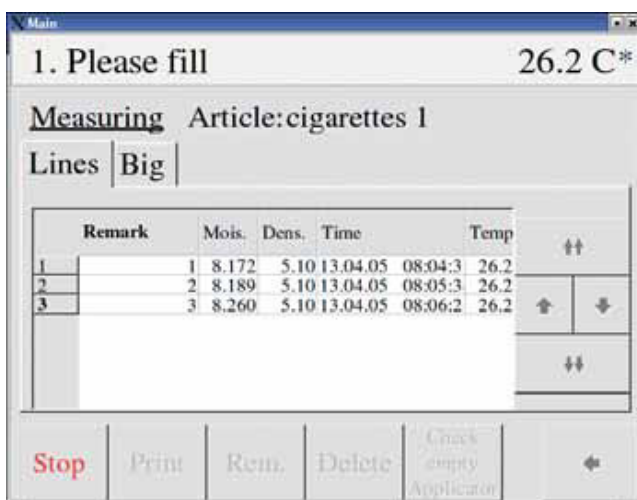 Main
1. Please fill 26.2 C*
Measuring Article:cigarettes 1
Lines Big
Remark Mois. Dens. Time Temp
1 1 8.172 5.10 13.04.05 08:04:3 26.2
2 2 8.189 5.10 13.04.05 08:05:3 26.2
3 3 8.260 5.10 13.04.05 08:06:2 26.2
Stop Print Rem. Delete Check
empty
Applicator